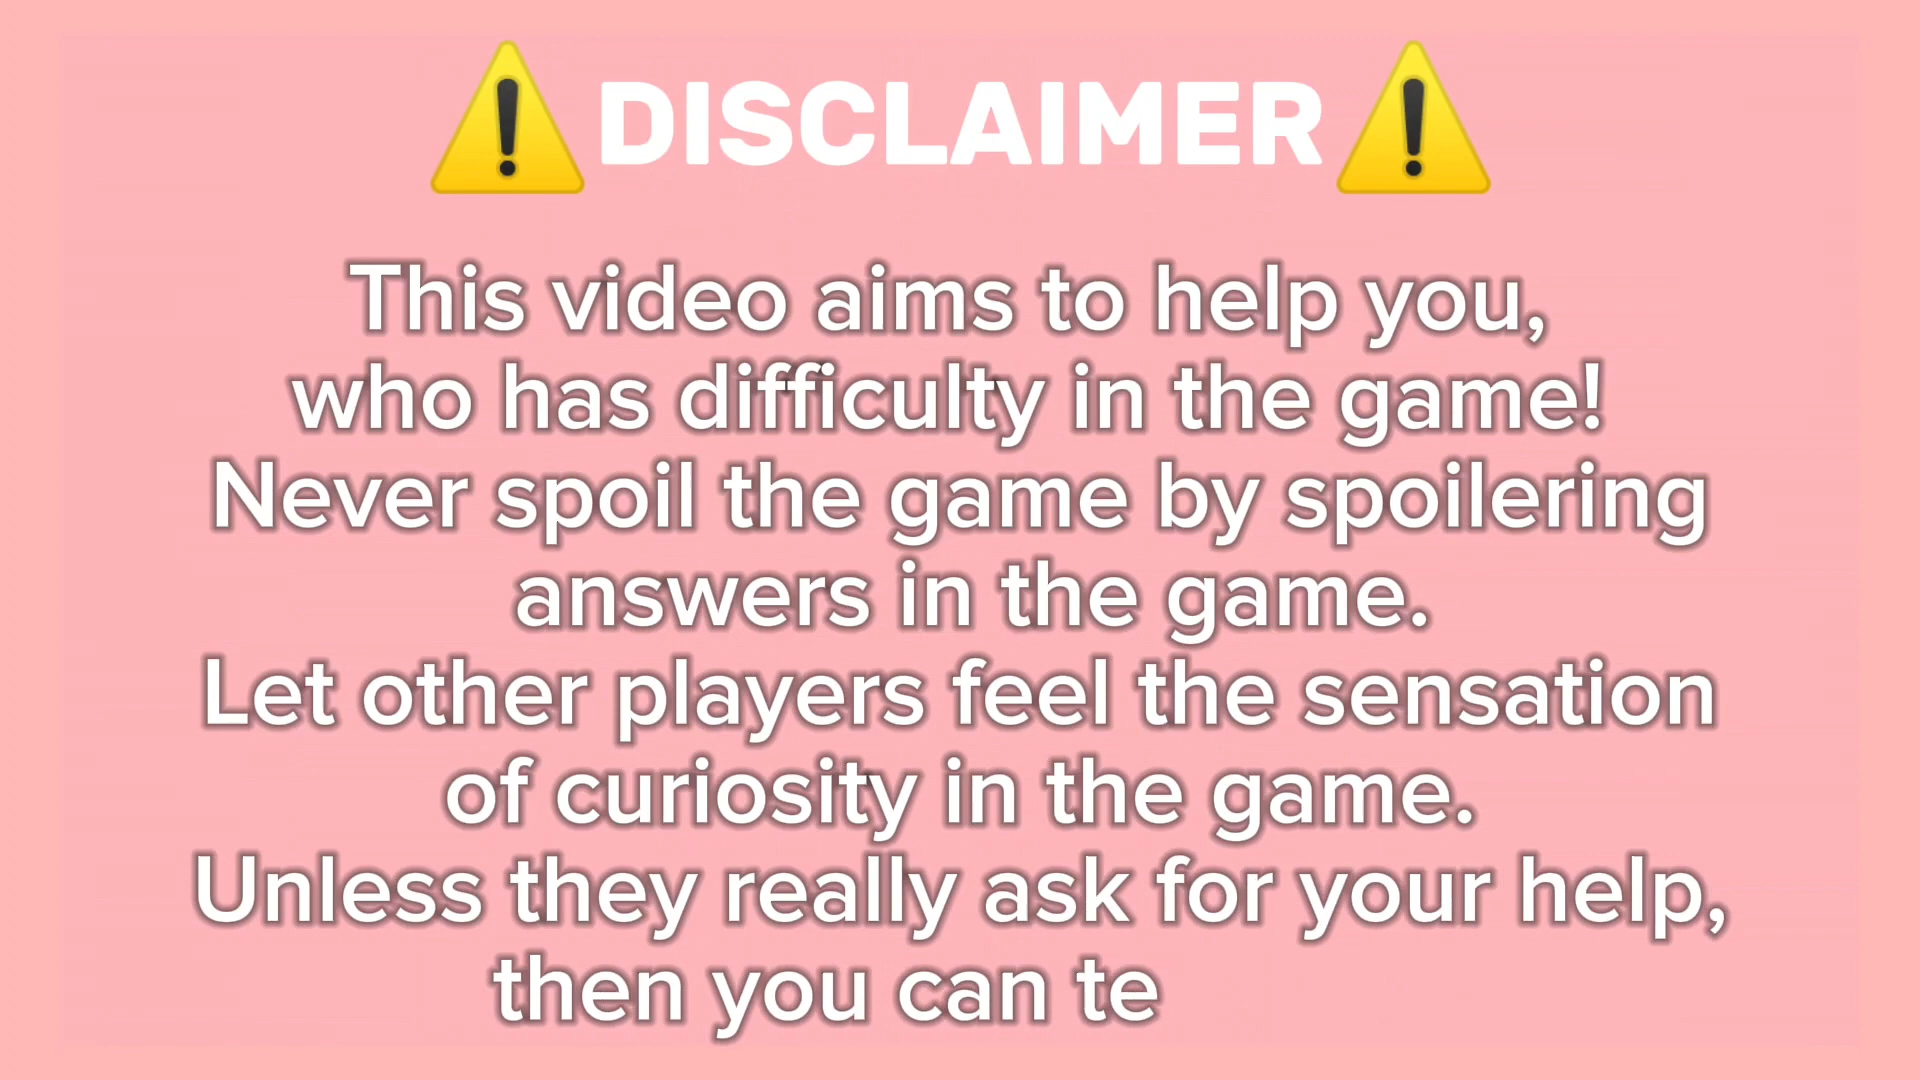 ⚠️DISCLAIMER⚠️
This video aims to help you,
who has difficulty in the game!
Never spoil the game by spoilering
answers in the game.
Let other players feel the sensation
of curiosity in the game.
Unless they really ask for your help,
then you can te